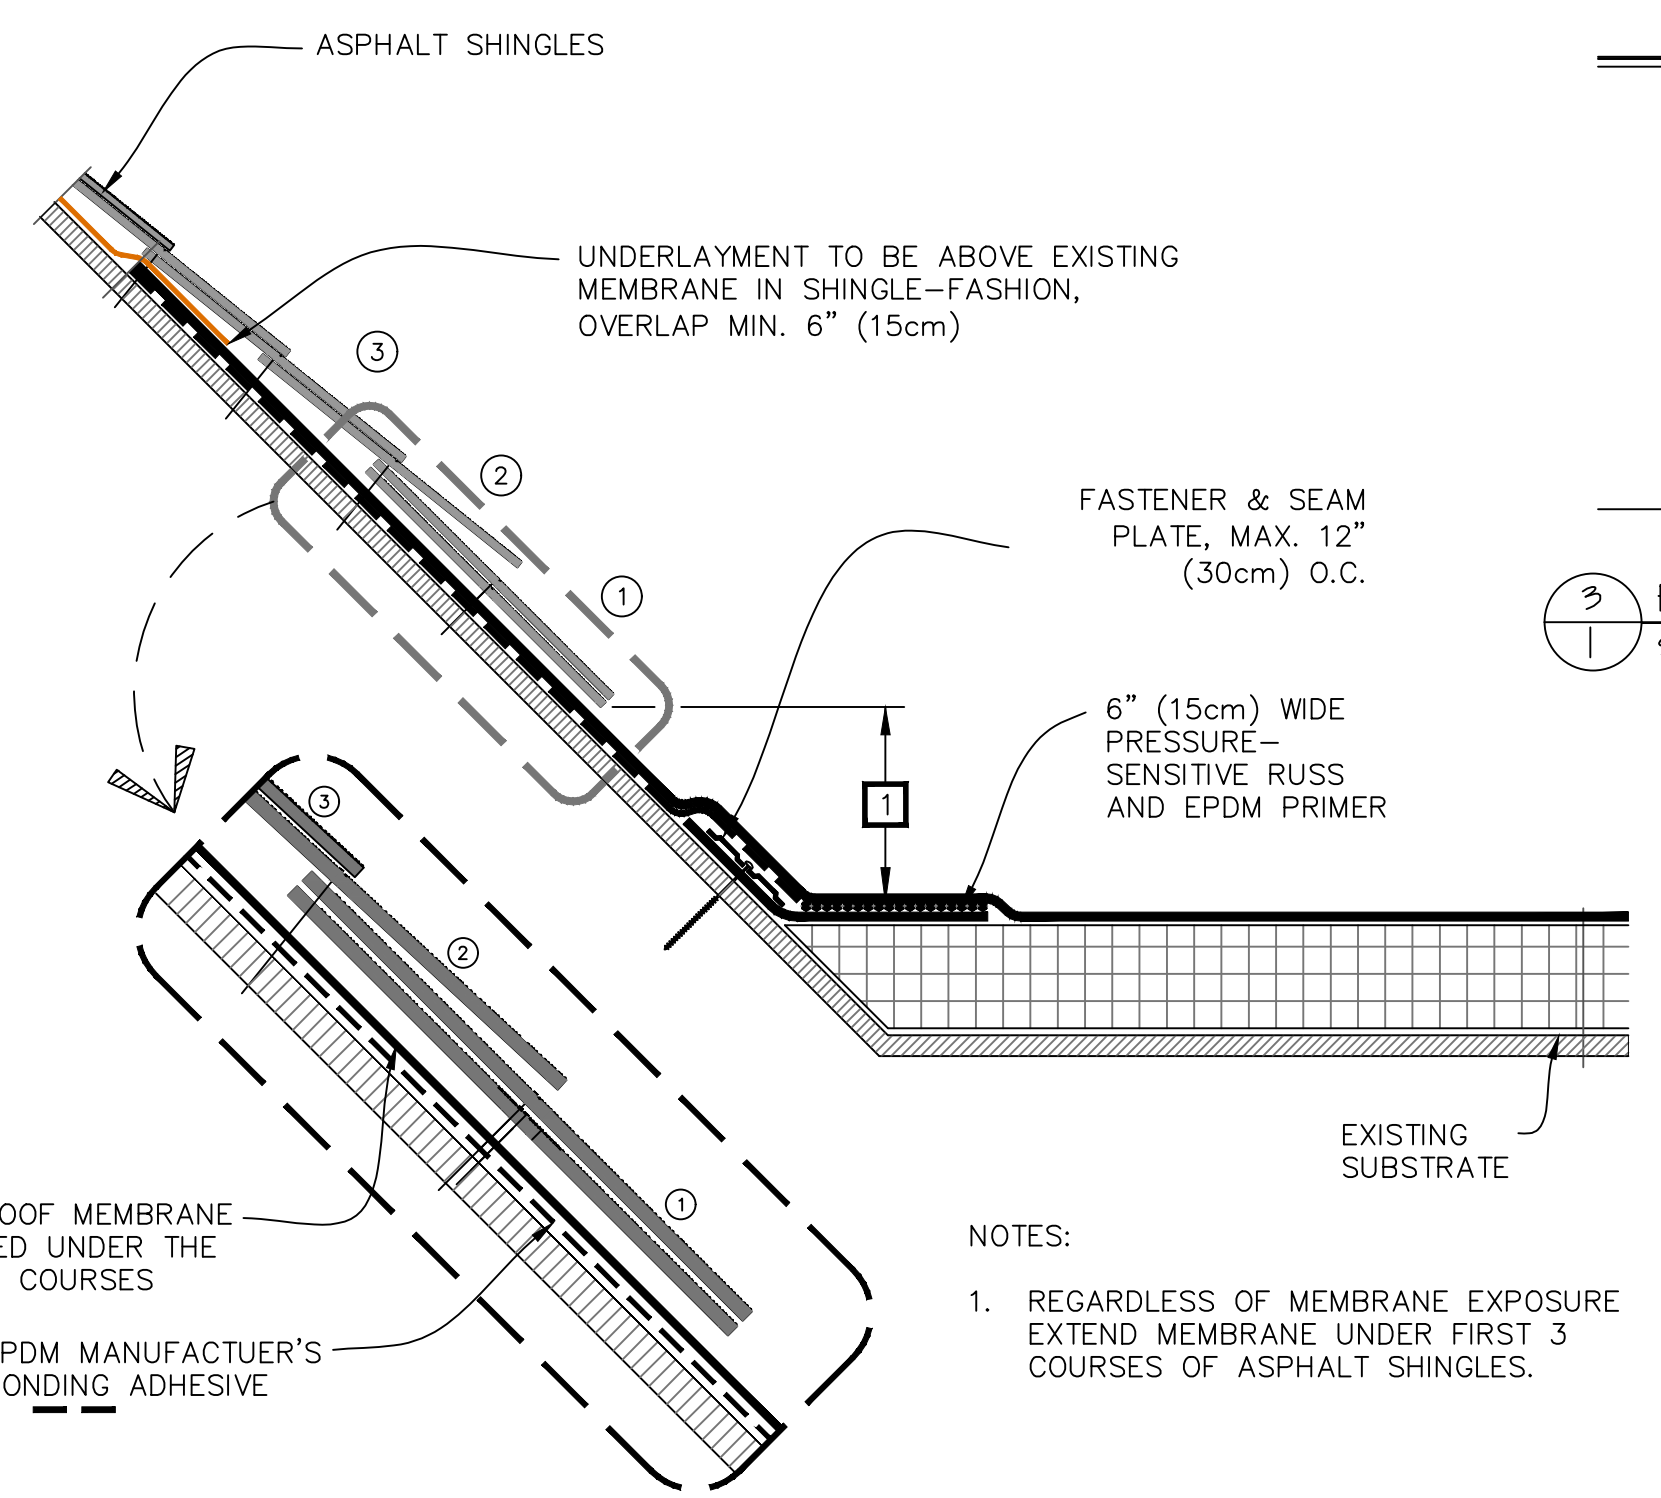 ASPHALT SHINGLES
UNDERLAYMENT TO BE ABOVE EXISTING
MEMBRANE IN SHINGLE-FASHION,
OVERLAP MIN. 6" (15cm)
3
2
1
FASTENER & SEAM
PLATE, MAX. 12"
(30cm) O.C.
3
1
6" (15cm) WIDE
PRESSURE-
SENSITIVE RUSS
AND EPDM PRIMER
1
3
2
1
EXISTING
SUBSTRATE
OOF MEMBRANE
ED UNDER THE
COURSES
PDM MANUFACTUER'S
ONDING ADHESIVE
NOTES:
1. REGARDLESS OF MEMBRANE EXPOSURE
EXTEND MEMBRANE UNDER FIRST 3
COURSES OF ASPHALT SHINGLES.